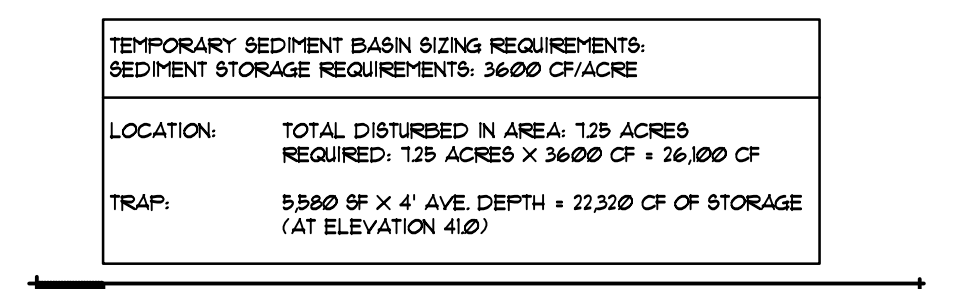 TEMPORARY SEDIMENT BASIN SIZING REQUIREMENTS:
SEDIMENT STORAGE REQUIREMENTS: 3600 CF/ACRE
LOCATION: TOTAL DISTURBED IN AREA: 7.25 ACRES
REQUIRED: 7.25 ACRES X 3600 CF = 26,100 CF
TRAP: 5,580 SF X 4' AVE. DEPTH = 22,320 CF OF STORAGE
(AT ELEVATION 41.0)